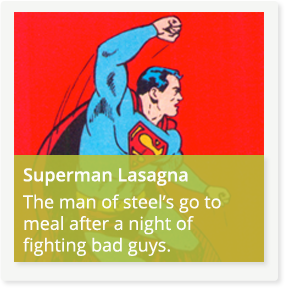 Superman Lasagna
The man of steel's go to
meal after a night of
fighting bad guys.